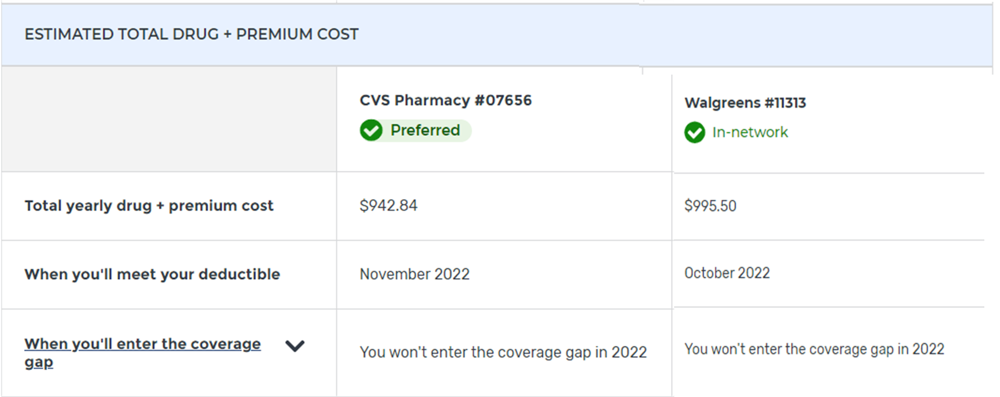 ESTIMATED TOTAL DRUG + PREMIUM COST
CVS Pharmacy #07656
Preferred
Walgreens #11313
In-network
Total yearly drug + premium cost
$942.84
$995.50
When you'll meet your deductible
November 2022
October 2022
When you'll enter the coverage
gap
You won't enter the coverage gap in 2022
You won't enter the coverage gap in 2022